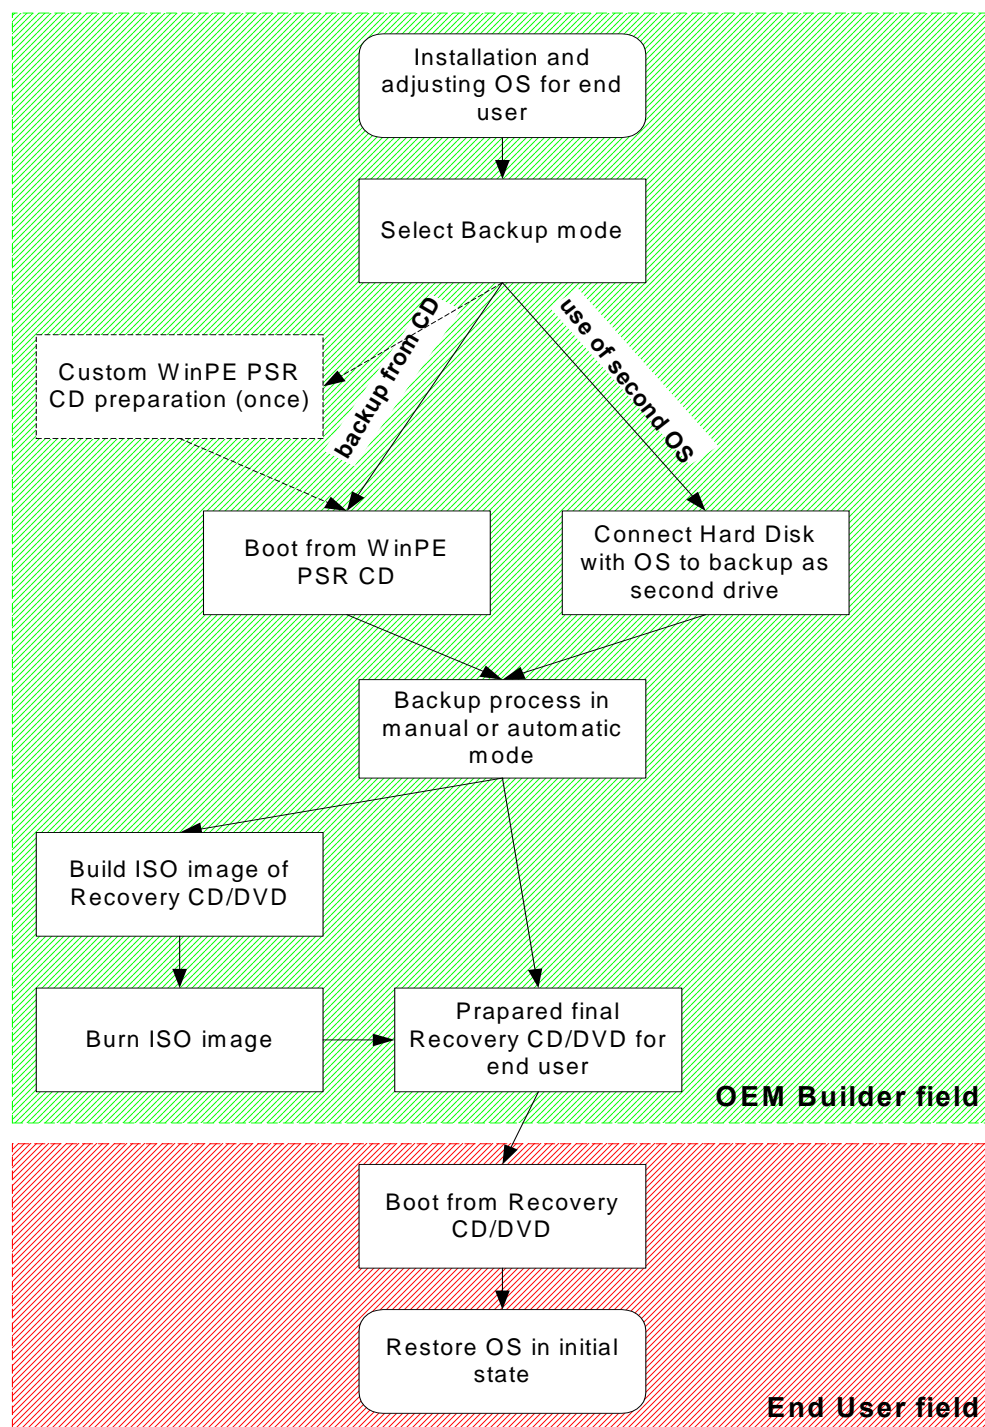 Installation and
adjusting OS for end
user
Select Backup mode
backup from CD
use of second OS
Custom WinPE PSR
CD preparation (once)
Boot from WinPE
PSR CD
Connect Hard Disk
with OS to backup as
second drive
Backup process in
manual or automatic
mode
Build ISO image of
Recovery CD/DVD
Burn ISO image
Prapared final
Recovery CD/DVD for
end user
OEM Builder field
Boot from Recovery
CD/DVD
Restore OS in initial
state
End User field